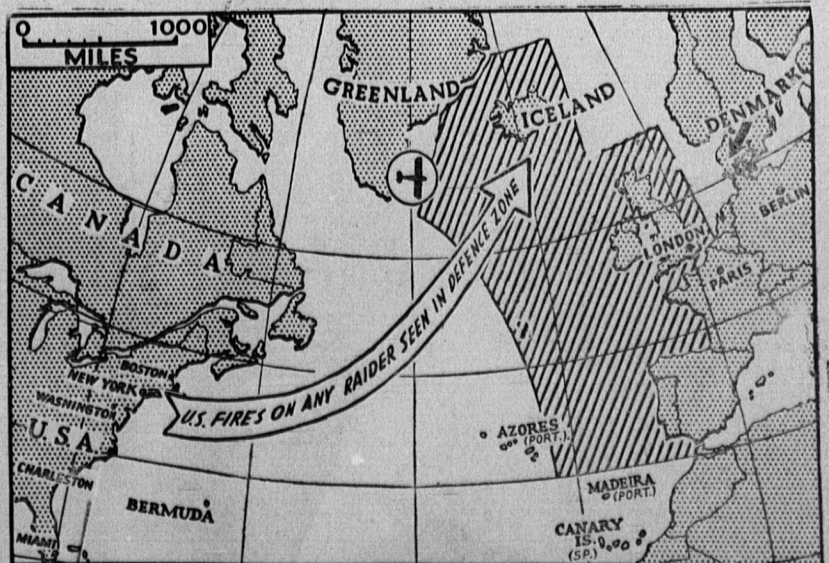 0 1000
MILES
GREENLAND
ICELAND
DENMARK
CANADA
BERLIN
LONDON
PARIS
U.S. FIRES ON ANY RAIDER SEEN IN DEFENCE ZONE
BOSTON
NEW YORK
WASHINGTON
U.S.A.
CHARLESTON
AZORES
(PORT.)
MADEIRA
(PORT.)
BERMUDA
CANARY
IS.
(SP.)
MIAMI